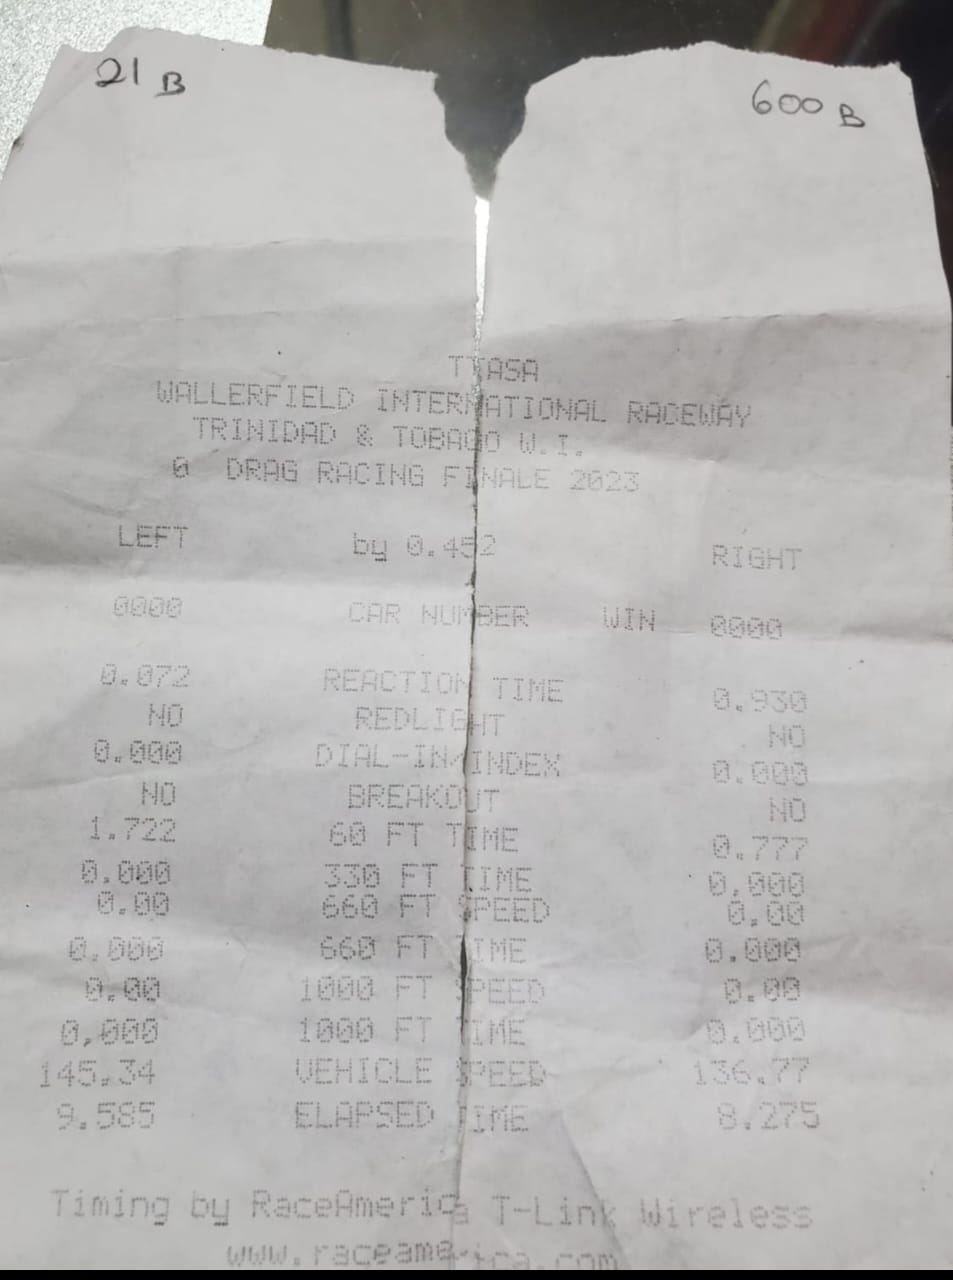 21 B 600 B
TTASA
WALLERFIELD INTERNATIONAL RACEWAY
TRINIDAD & TOBAGO W.I.
0 DRAG RACING FINALE 2023
LEFT by 0.452 RIGHT
0000 CAR NUMBER WIN 0000
0.072 REACTION TIME 0.930
NO REDLIGHT NO
0.000 DIAL-IN/INDEX 0.000
NO BREAKOUT NO
1.722 60 FT TIME 0.777
0.000 330 FT TIME 0.000
0.00 660 FT SPEED 0.00
0.000 660 FT TIME 0.000
0.00 1000 FT SPEED 0.00
0.000 1000 FT TIME 0.000
145.34 VEHICLE SPEED 136.77
9.585 ELAPSED TIME 8.275
Timing by RaceAmerica T-Link Wireless
www.raceamerica.com